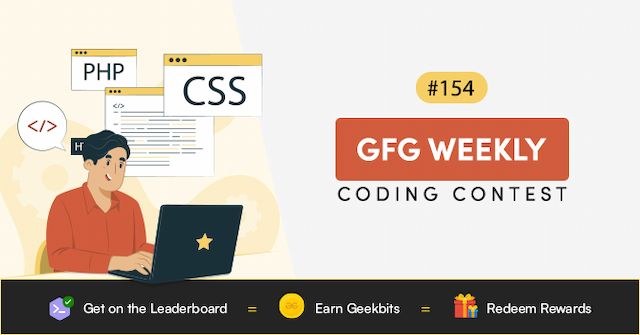 PHP
CSS
</>
</>
H
#154
GFG WEEKLY
CODING CONTEST
Get on the Leaderboard = Earn Geekbits = Redeem Rewards